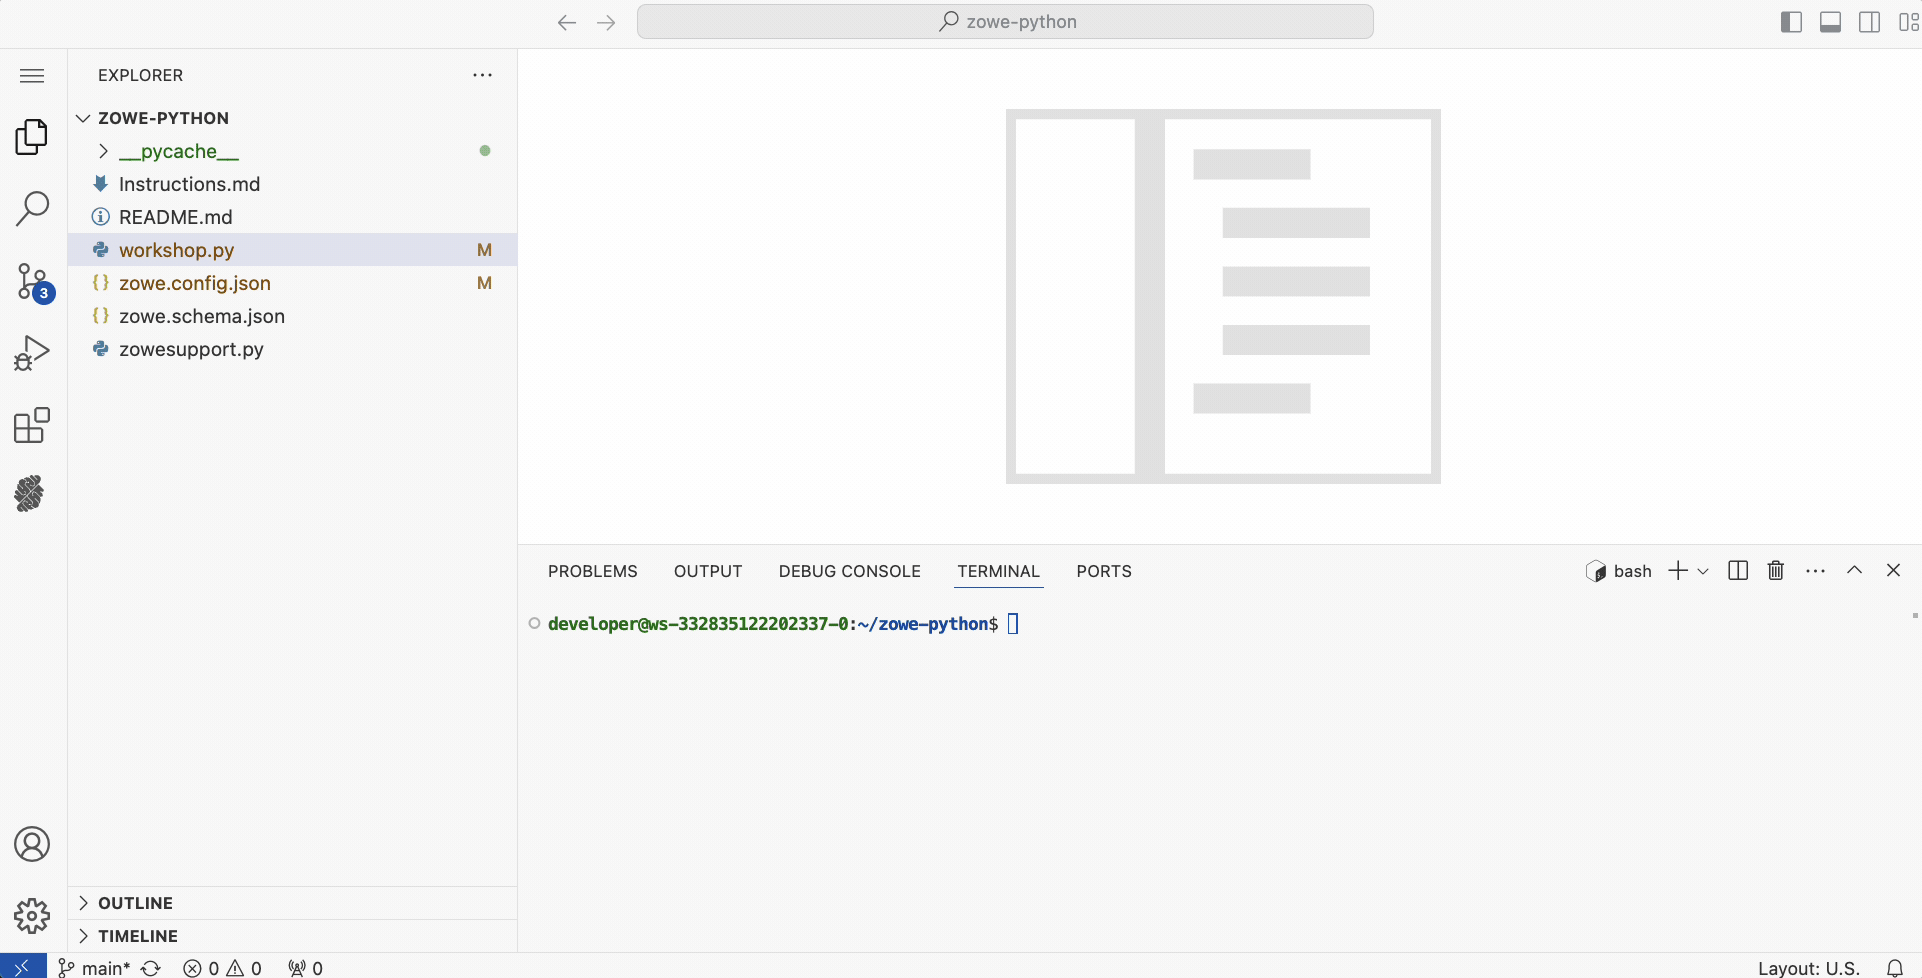 zowe-python
EXPLORER
ZOWE-PYTHON
__pycache__
Instructions.md
README.md
workshop.py M
zowe.config.json M
zowe.schema.json
zowesupport.py
3
PROBLEMS OUTPUT DEBUG CONSOLE TERMINAL PORTS bash
developer@ws-332835122202337-0:~/zowe-python$
OUTLINE
TIMELINE
main* 0 0 0 Layout: U.S.